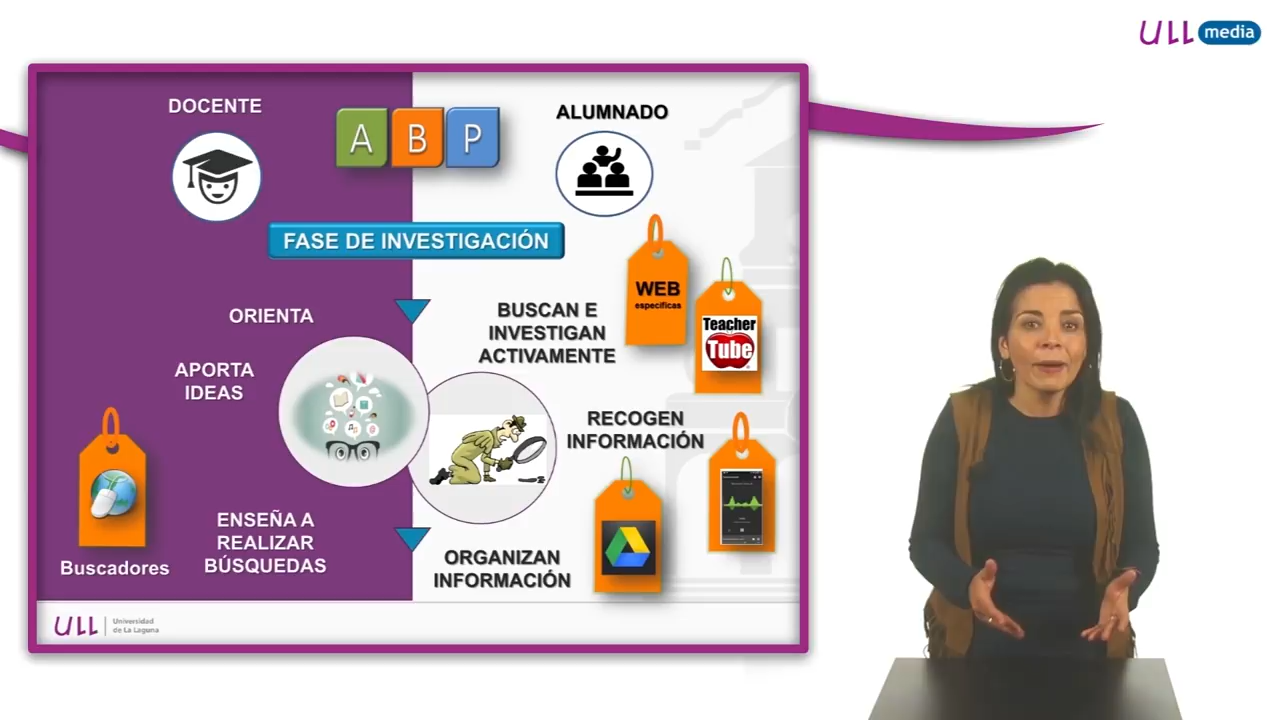 ULL media
DOCENTE
A B P
ALUMNADO
FASE DE INVESTIGACIÓN
ORIENTA
APORTA
IDEAS
ENSEÑA A
REALIZAR
BÚSQUEDAS
Buscadores
BUSCAN E
INVESTIGAN
ACTIVAMENTE
WEB
específicas
Teacher
Tube
RECOGEN
INFORMACIÓN
ORGANIZAN
INFORMACIÓN
ULL
Universidad
de La Laguna